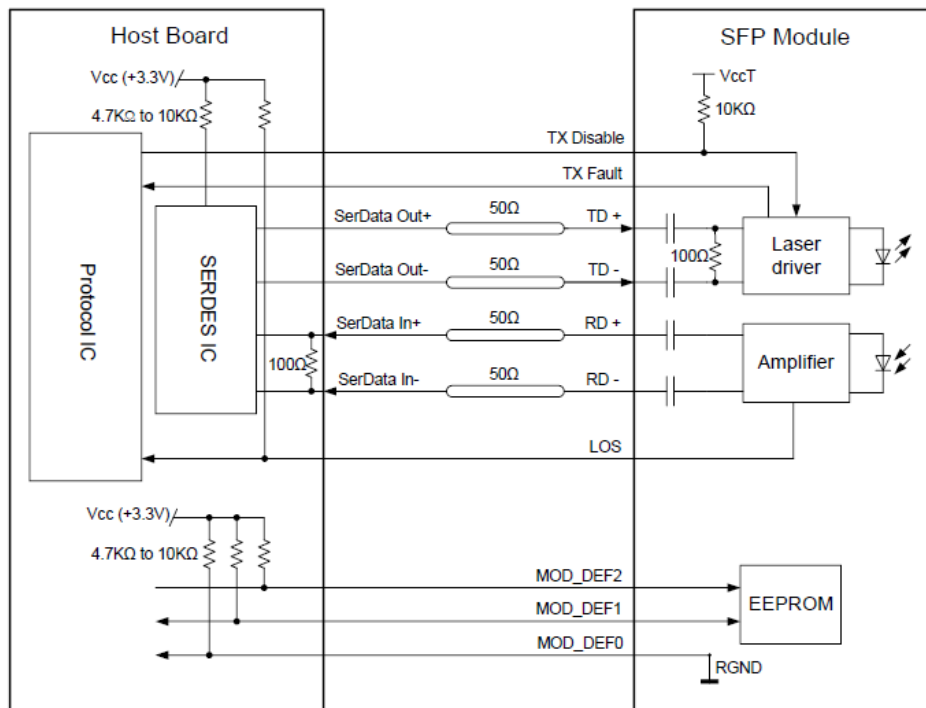 Host Board
SFP Module
Vcc (+3.3V)
VccT
4.7KΩ to 10KΩ
10KΩ
TX Disable
TX Fault
SerData Out+
50Ω
TD +
SerData Out-
50Ω
TD -
100Ω
Laser
driver
Protocol IC
SERDES IC
SerData In+
50Ω
RD +
100Ω
SerData In-
50Ω
RD -
Amplifier
LOS
Vcc (+3.3V)
4.7KΩ to 10KΩ
MOD_DEF2
MOD_DEF1
MOD_DEF0
EEPROM
RGND